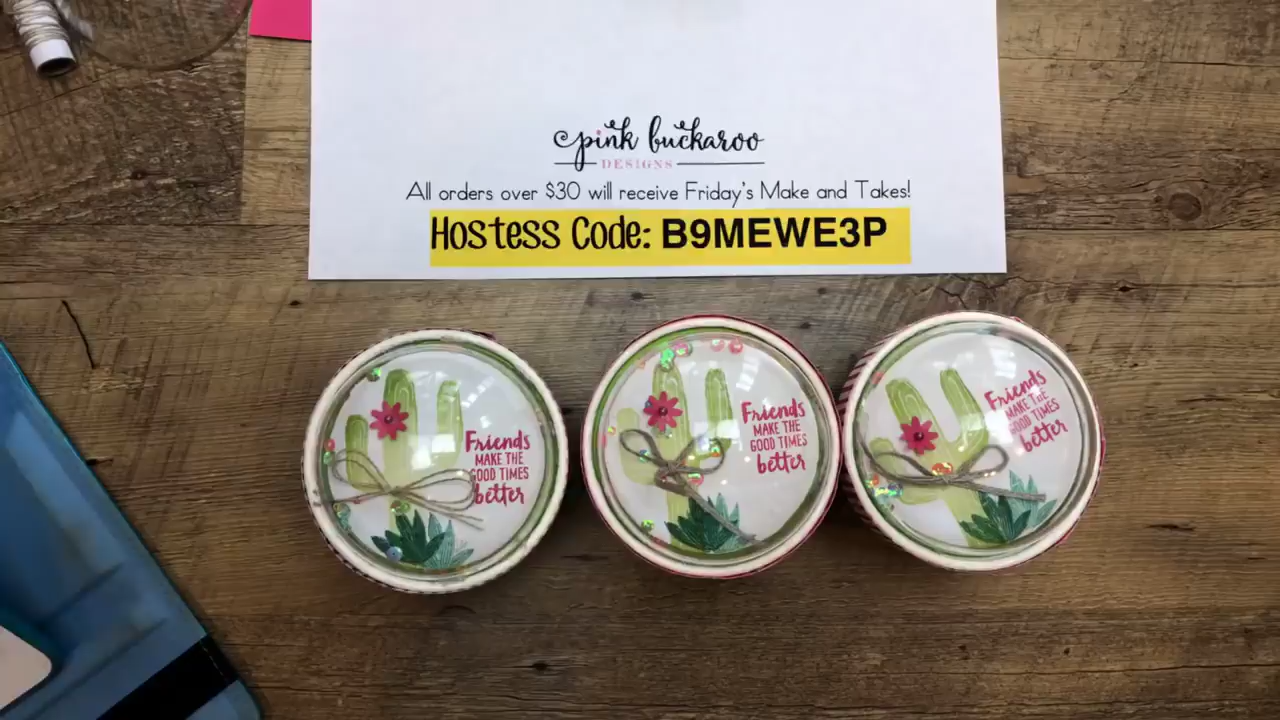 pink buckaroo
DESIGNS
All orders over $30 will receive Friday's Make and Takes!
Hostess Code: B9MEWE3P
Friends
MAKE THE
GOOD TIMES
better
Friends
MAKE THE
GOOD TIMES
better
Friends
MAKE THE
GOOD TIMES
better